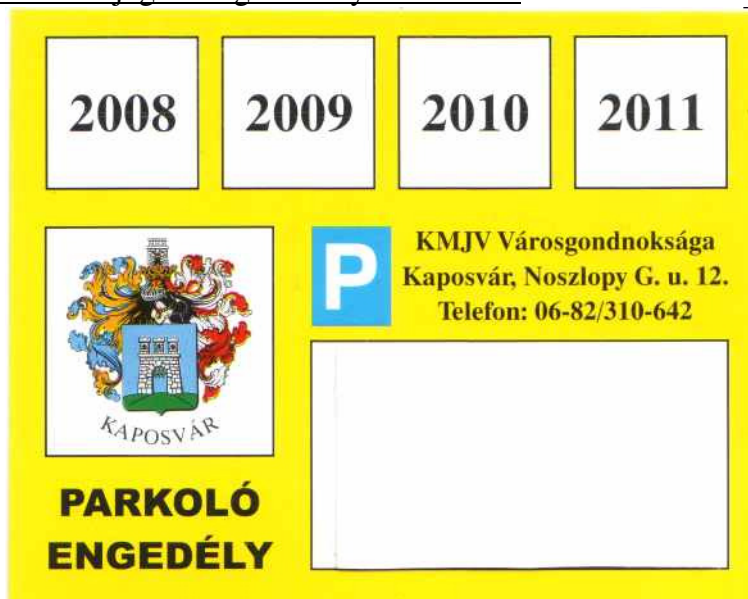 2008 2009 2010 2011
P
KMJV Városgondnoksága
Kaposvár, Noszlopy G. u. 12.
Telefon: 06-82/310-642
KAPOSVÁR
PARKOLÓ
ENGEDÉLY